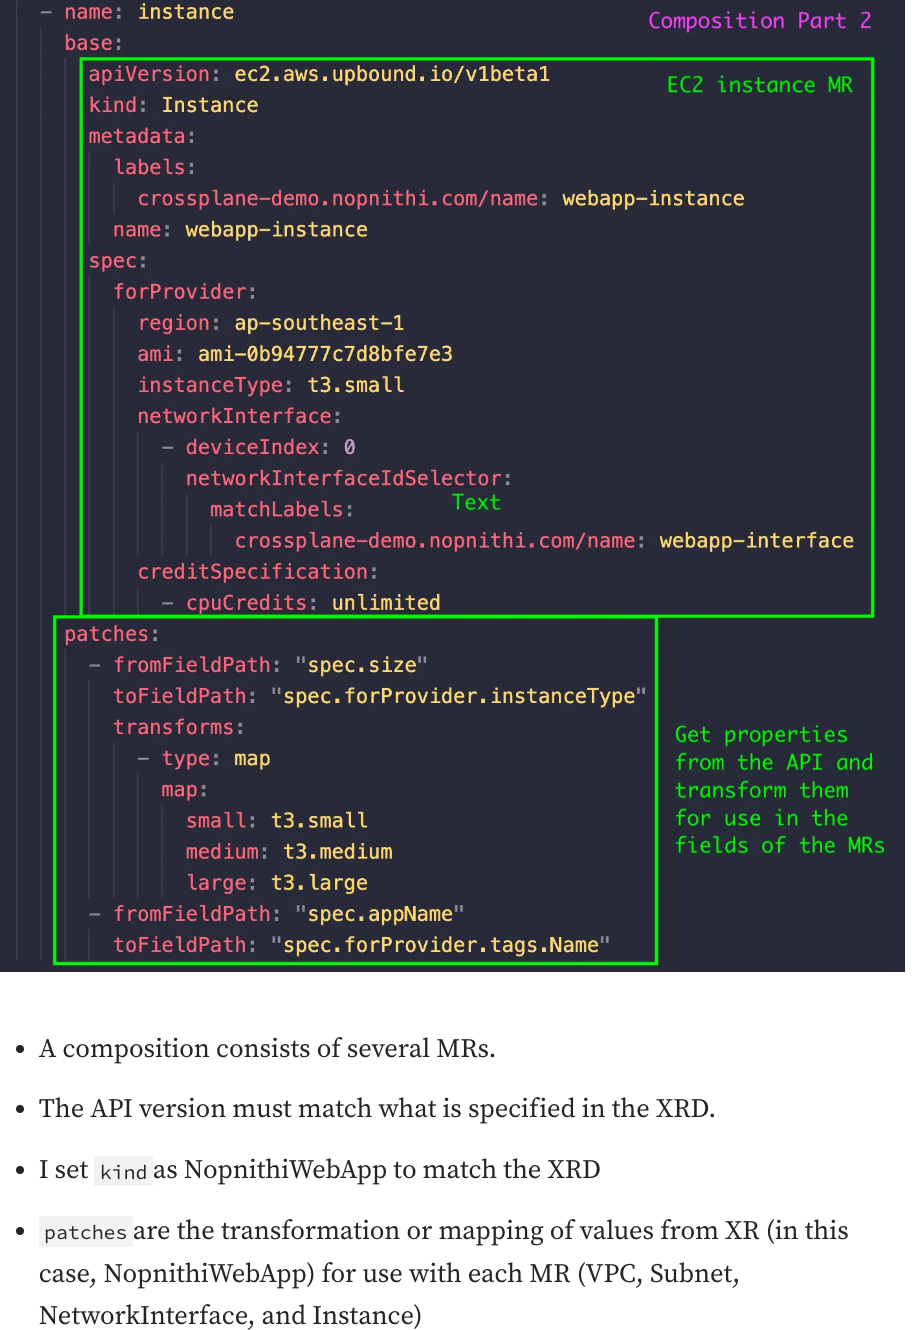 - name: instance
Composition Part 2
base:
apiVersion: ec2.aws.upbound.io/v1beta1
EC2 instance MR
kind: Instance
metadata:
labels:
crossplane-demo.nopnithi.com/name: webapp-instance
name: webapp-instance
spec:
forProvider:
region: ap-southeast-1
ami: ami-0b94777c7d8bfe7e3
instanceType: t3.small
networkInterface:
- deviceIndex: 0
networkInterfaceIdSelector:
matchLabels:
Text
crossplane-demo.nopnithi.com/name: webapp-interface
creditSpecification:
- cpuCredits: unlimited
patches:
- fromFieldPath: "spec.size"
toFieldPath: "spec.forProvider.instanceType"
transforms:
- type: map
map:
small: t3.small
medium: t3.medium
large: t3.large
- fromFieldPath: "spec.appName"
toFieldPath: "spec.forProvider.tags.Name"
Get properties
from the API and
transform them
for use in the
fields of the MRs
• A composition consists of several MRs.
• The API version must match what is specified in the XRD.
• I set kind as NopnithiWebApp to match the XRD
• patches are the transformation or mapping of values from XR (in this
case, NopnithiWebApp) for use with each MR (VPC, Subnet,
NetworkInterface, and Instance)